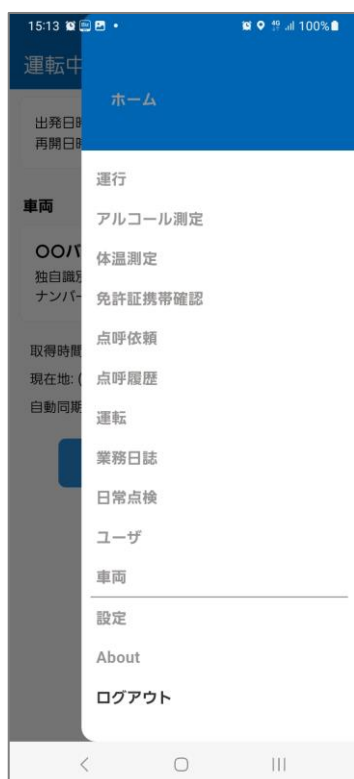 15:13
100%
運転中
ホーム
出発日時
再開日時
運行
車両
アルコール測定
〇〇バ
体温測定
独自識別
ナンバー
免許証携帯確認
点呼依頼
取得時間
点呼履歴
現在地: (
自動同期
運転
業務日誌
日常点検
ユーザ
車両
設定
About
ログアウト